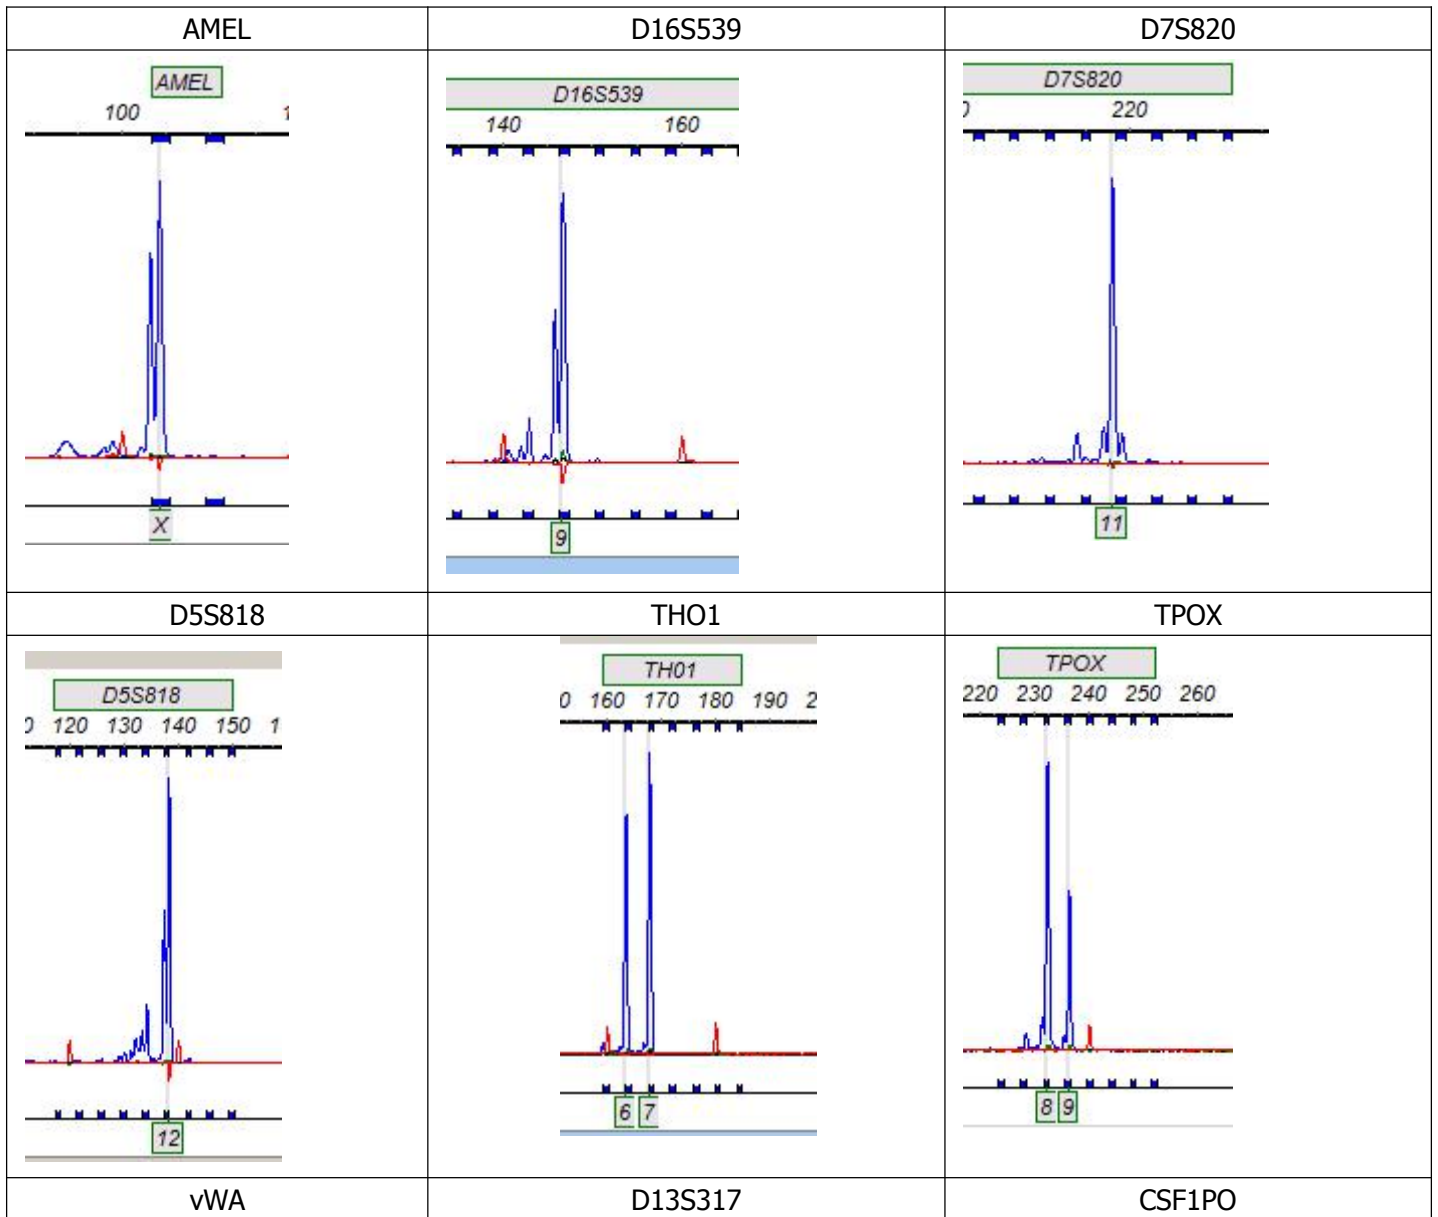 AMEL D16S539 D7S820
AMEL
100
D16S539
140 160
D7S820
220
X
9
11
D5S818 THO1 TPOX
D5S818
120 130 140 150
TH01
160 170 180 190
TPOX
220 230 240 250 260
12
6 7
8 9
vWA D13S317 CSF1PO